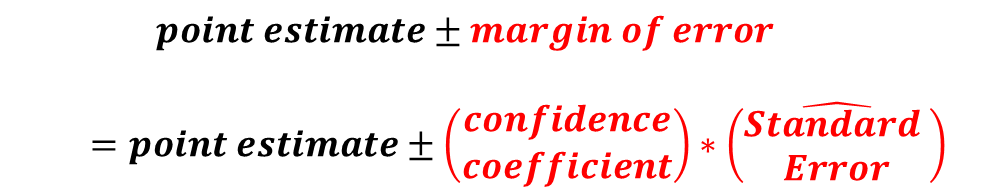 point estimate ± margin of error
= point estimate ± (confidence coefficient) * (Standard Error)